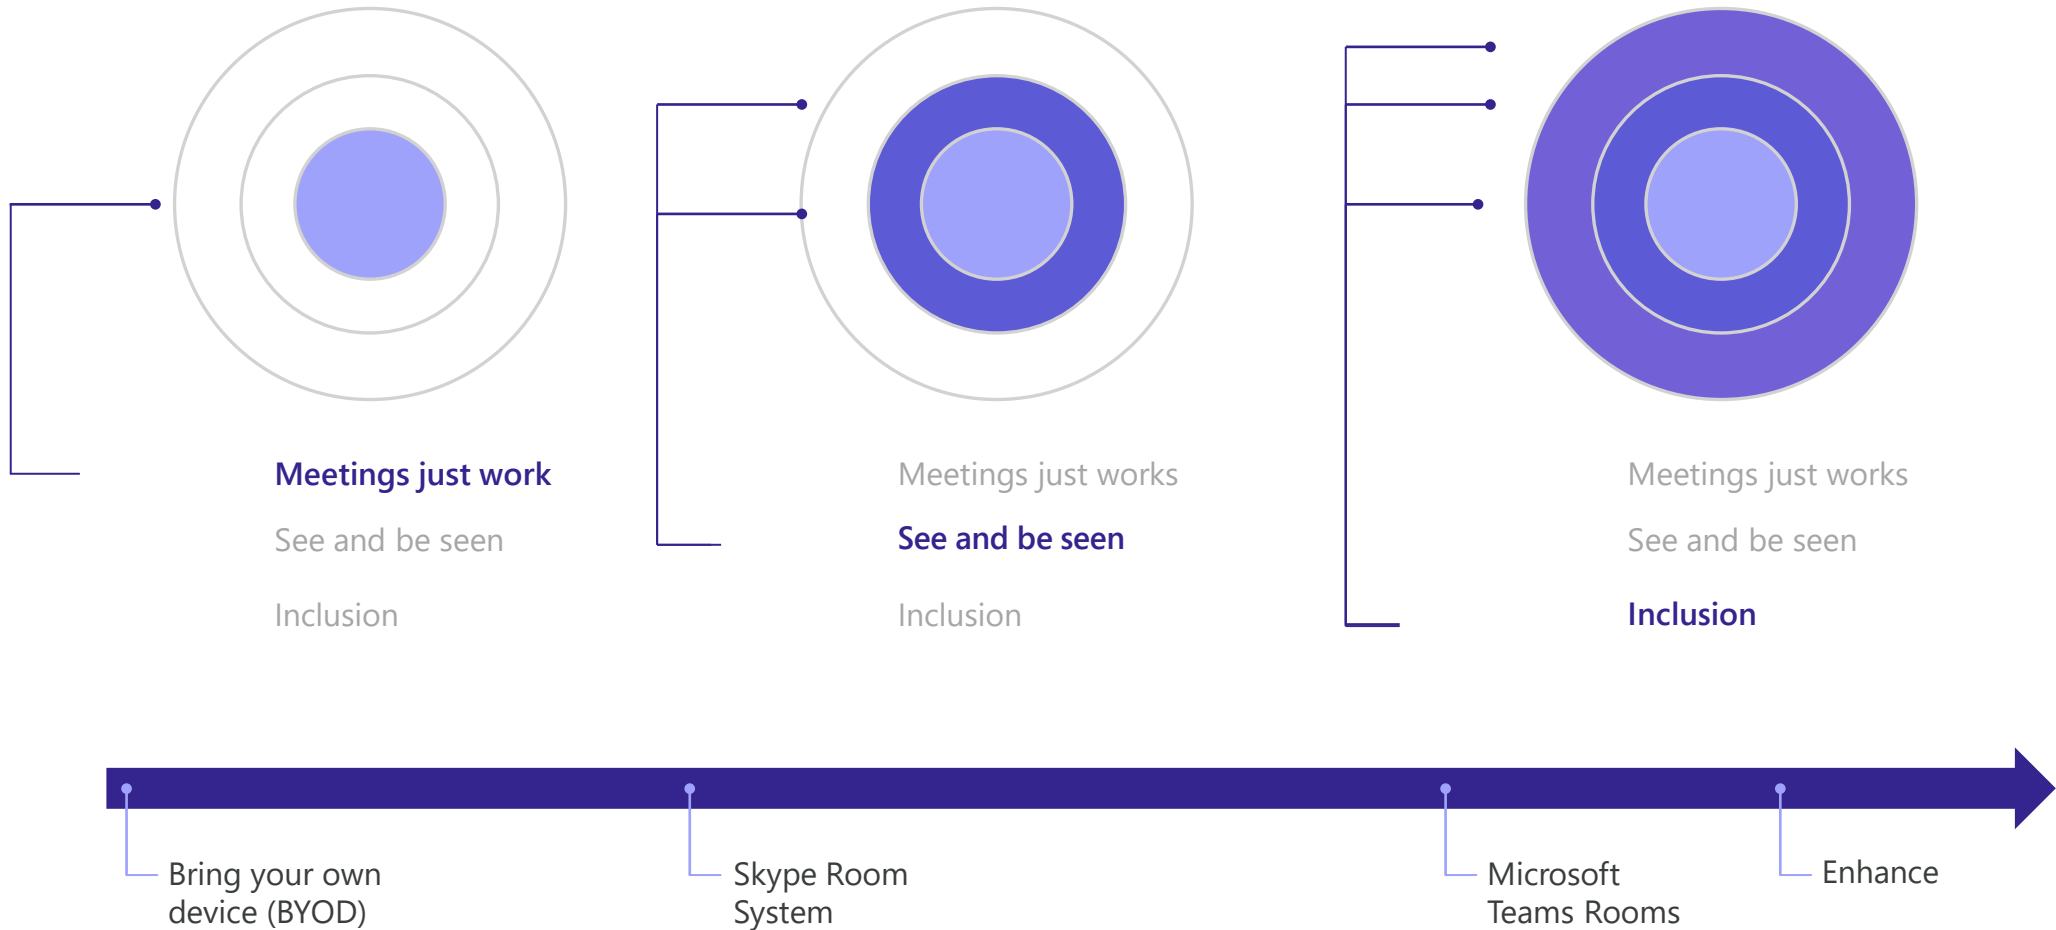 Meetings just work
See and be seen
Inclusion
Meetings just works
See and be seen
Inclusion
Meetings just works
See and be seen
Inclusion
Bring your own
device (BYOD)
Skype Room
System
Microsoft
Teams Rooms
Enhance